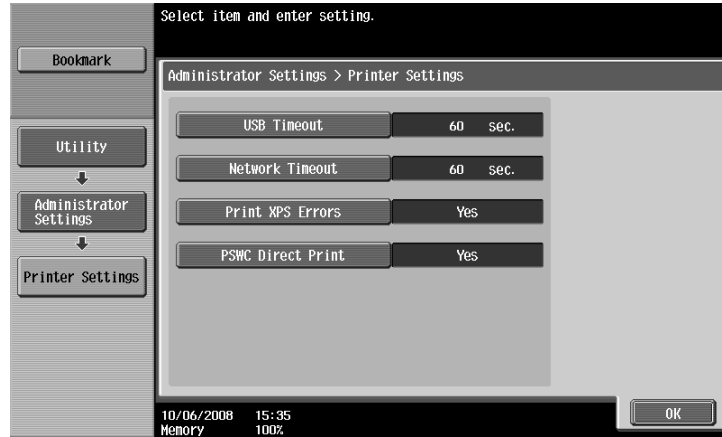 Select item and enter setting.
Bookmark
Administrator Settings > Printer Settings
USB Timeout 60 sec.
Utility
Network Timeout 60 sec.
Administrator
Settings
Print XPS Errors Yes
PSWC Direct Print Yes
Printer Settings
10/06/2008 15:35
Memory 100%
OK